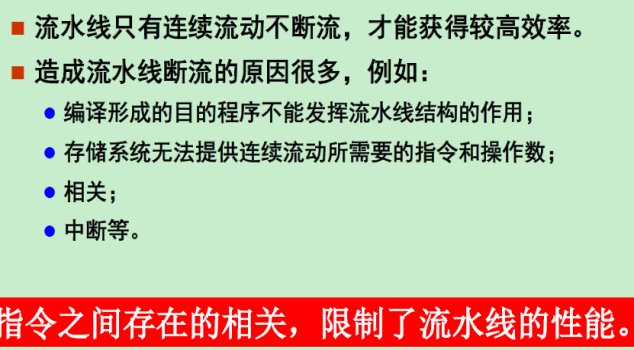 流水线只有连续流动不断流，才能获得较高效率。
造成流水线断流的原因很多，例如：
编译形成的目的程序不能发挥流水线结构的作用；
存储系统无法提供连续流动所需要的指令和操作数；
相关；
中断等。
指令之间存在的相关，限制了流水线的性能。